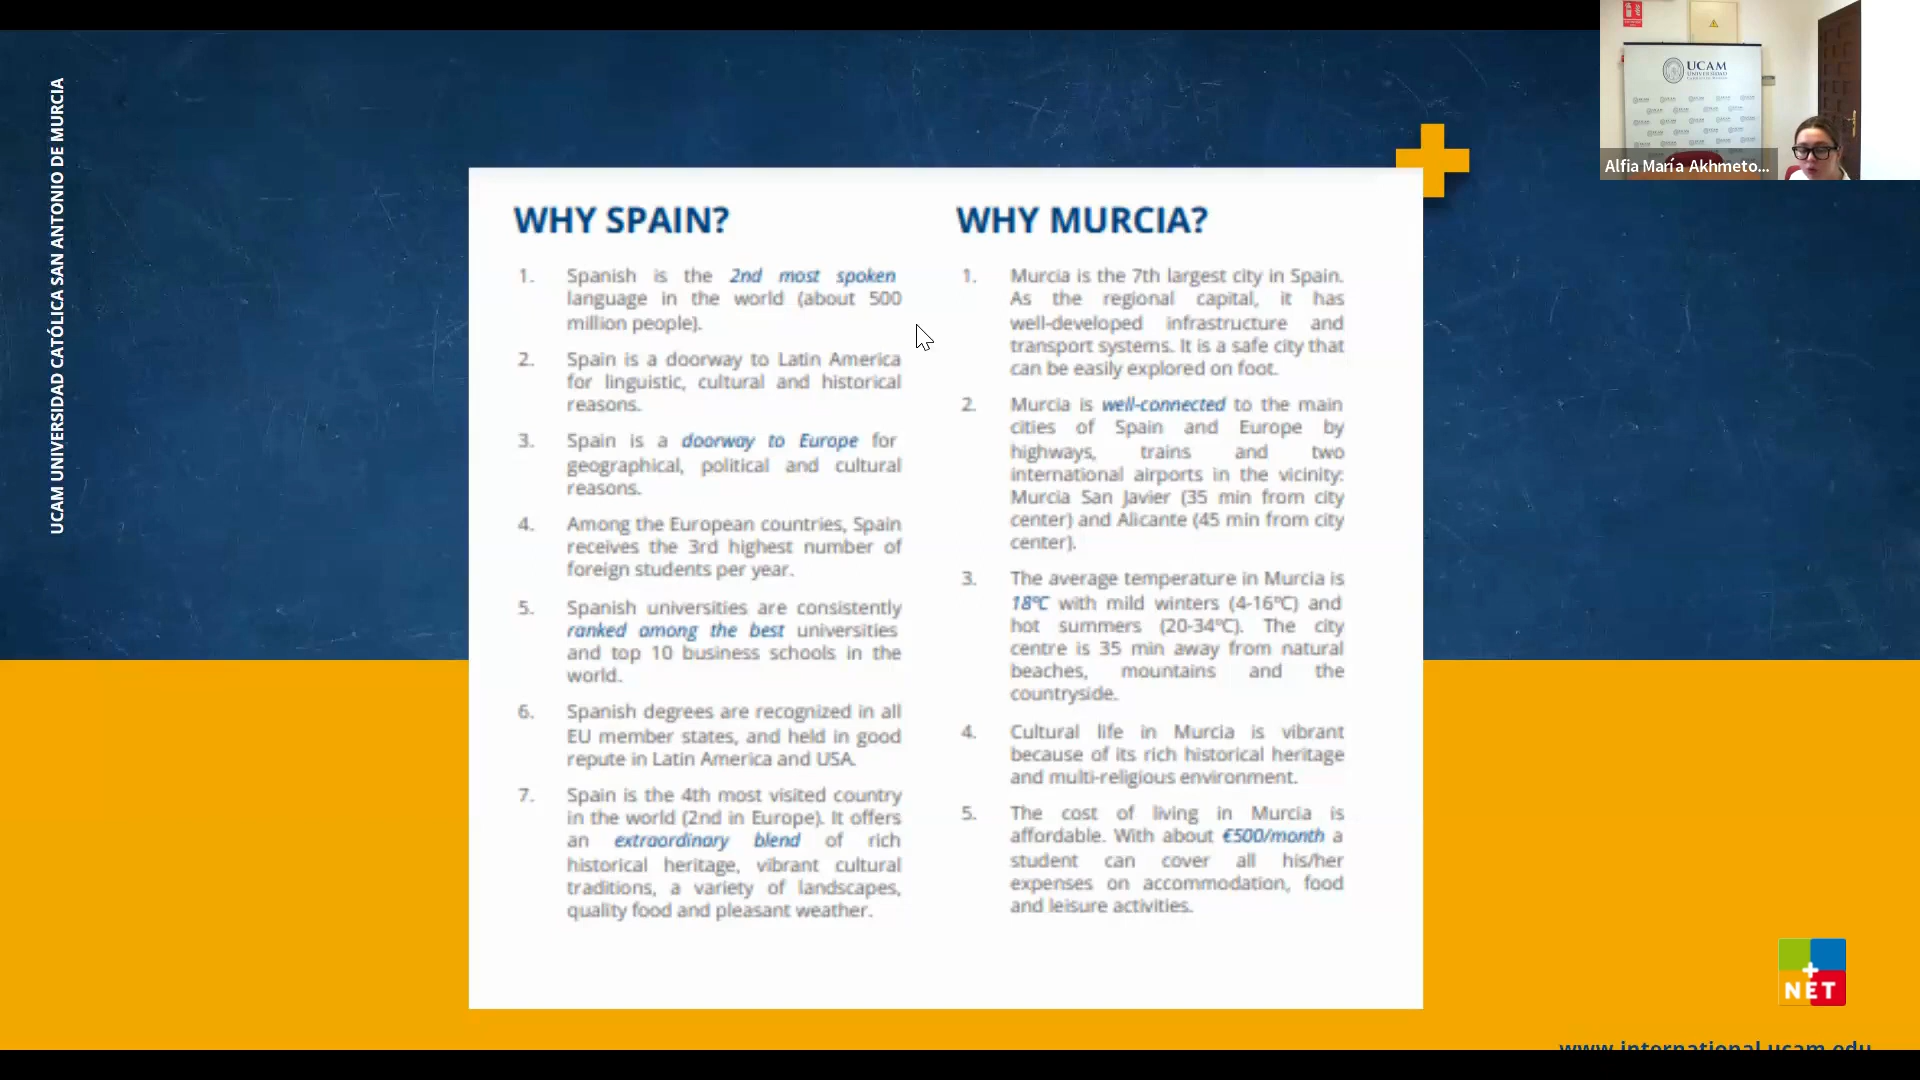 UCAM UNIVERSIDAD CATÓLICA SAN ANTONIO DE MURCIA
WHY SPAIN?
1. Spanish is the 2nd most spoken
language in the world (about 500
million people).
2. Spain is a doorway to Latin America
for linguistic, cultural and historical
reasons.
3. Spain is a doorway to Europe for
geographical, political and cultural
reasons.
4. Among the European countries, Spain
receives the 3rd highest number of
foreign students per year.
5. Spanish universities are consistently
ranked among the best universities
and top 10 business schools in the
world.
6. Spanish degrees are recognized in all
EU member states, and held in good
repute in Latin America and USA.
7. Spain is the 4th most visited country
in the world (2nd in Europe). It offers
an extraordinary blend of rich
historical heritage, vibrant cultural
traditions, a variety of landscapes,
quality food and pleasant weather.
WHY MURCIA?
1. Murcia is the 7th largest city in Spain.
As the regional capital, it has
well-developed infrastructure and
transport systems. It is a safe city that
can be easily explored on foot.
2. Murcia is well-connected to the main
cities of Spain and Europe by
highways, trains and two
international airports in the vicinity:
Murcia San Javier (35 min from city
center) and Alicante (45 min from city
center).
3. The average temperature in Murcia is
18ºC with mild winters (4-16ºC) and
hot summers (20-34ºC). The city
centre is 35 min away from natural
beaches, mountains and the
countryside.
4. Cultural life in Murcia is vibrant
because of its rich historical heritage
and multi-religious environment.
5. The cost of living in Murcia is
affordable. With about €500/month a
student can cover all his/her
expenses on accommodation, food
and leisure activities.
UCAM
UNIVERSIDAD
Alfia María Akhmeto...
NET
www.international.ucam.edu